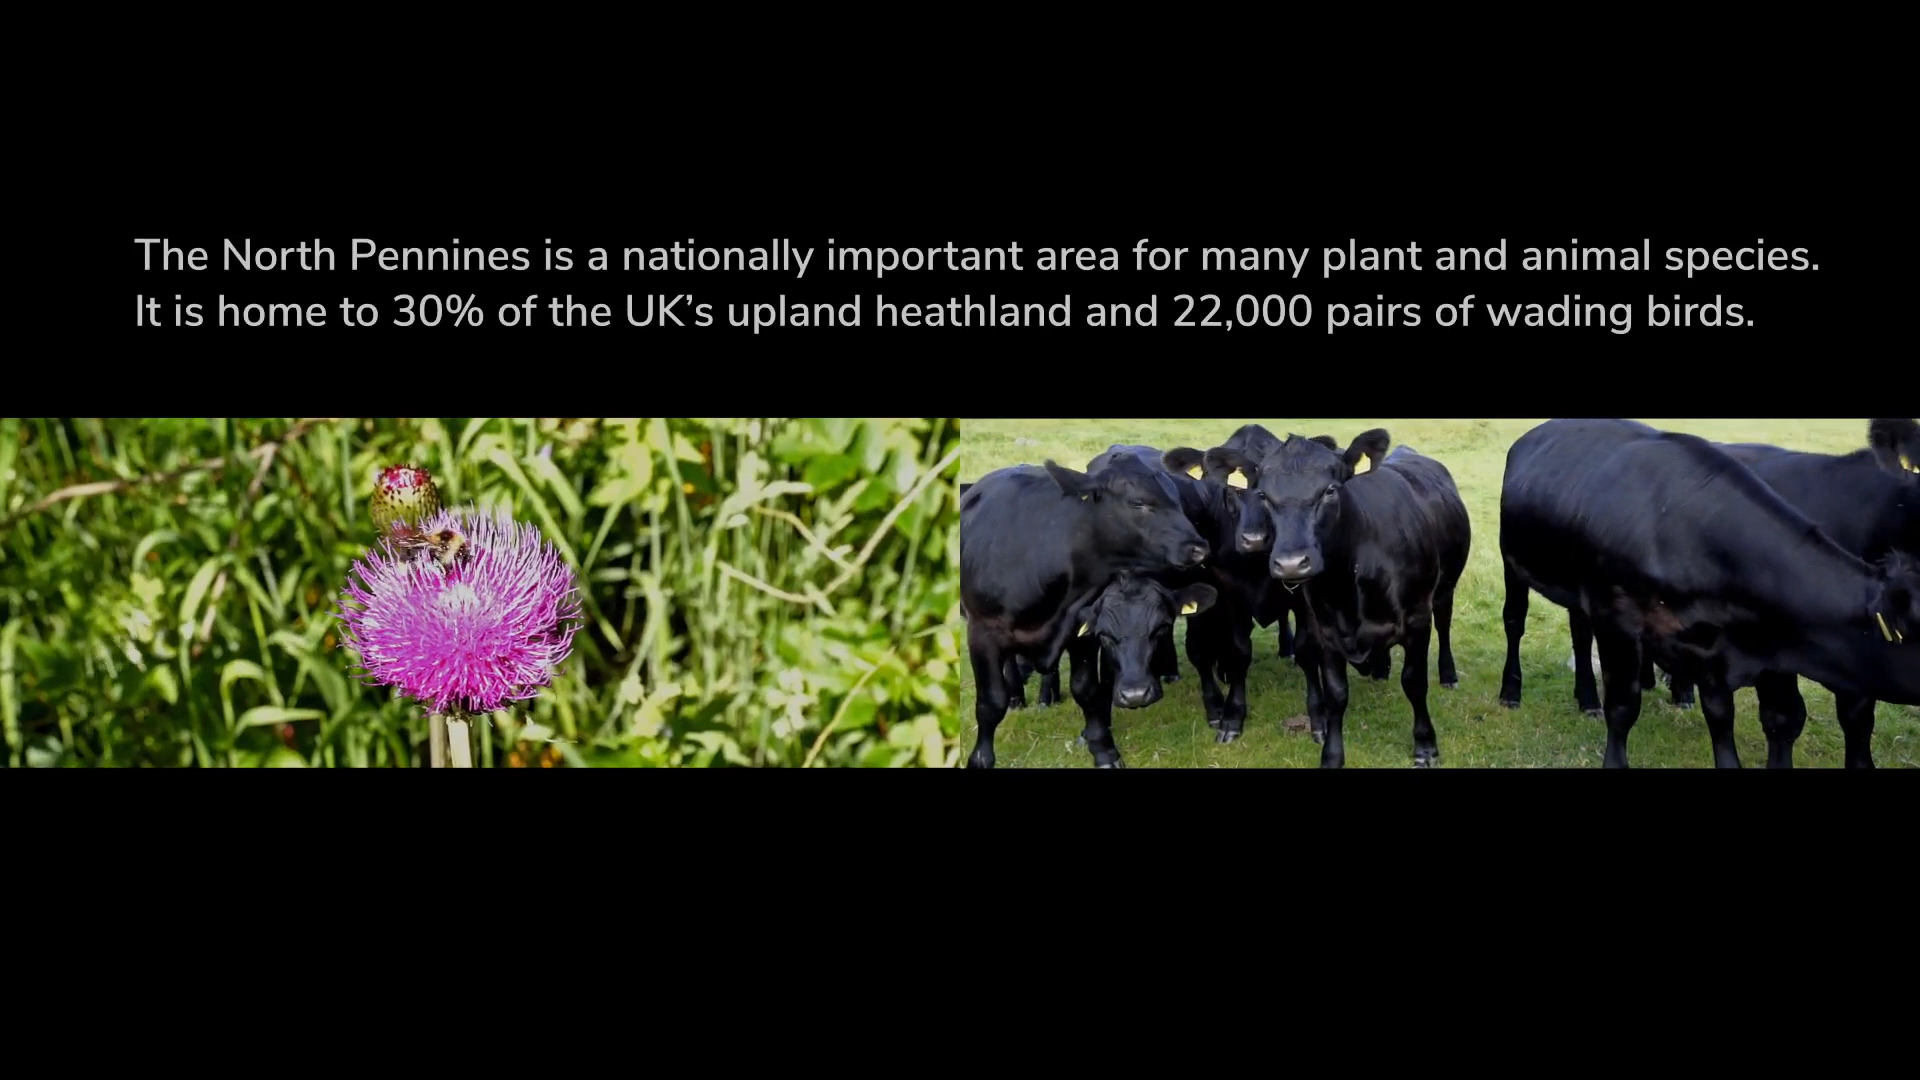 The North Pennines is a nationally important area for many plant and animal species.
It is home to 30% of the UK’s upland heathland and 22,000 pairs of wading birds.